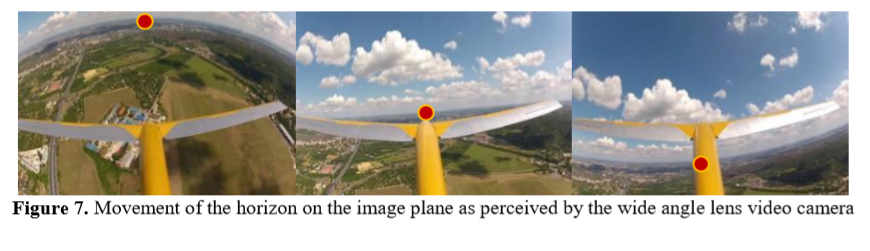 Figure 7. Movement of the horizon on the image plane as perceived by the wide angle lens video camera